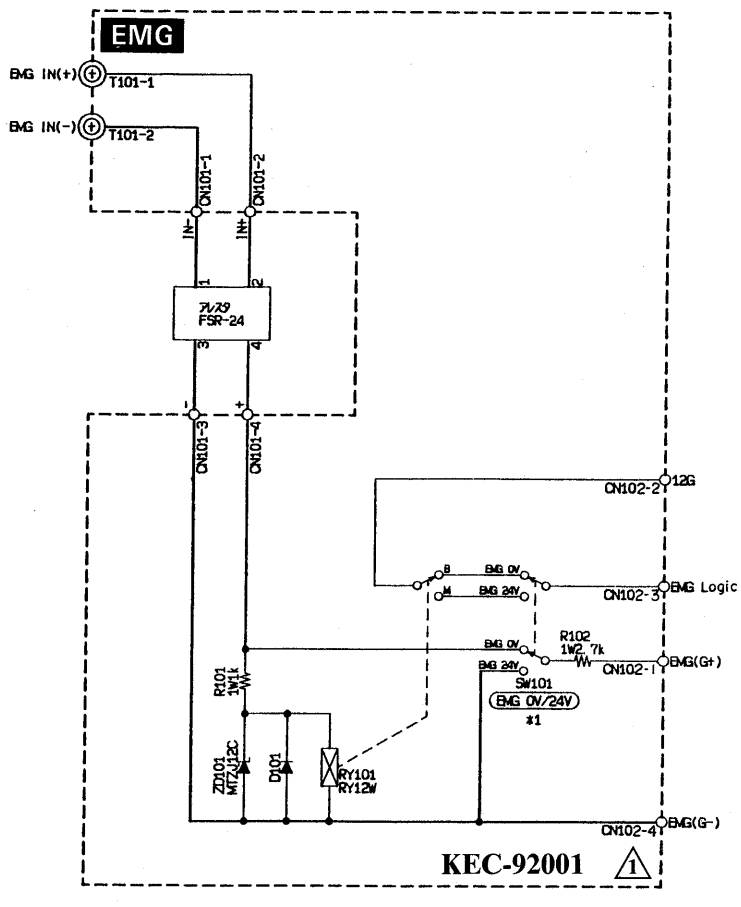 EMG
EMG IN(+)
T101-1
EMG IN(-)
T101-2
CN101-1
CN101-2
IN-
IN+
1
2
アレスタ
FSR-24
3
4
-
+
CN101-3
CN101-4
12G
CN102-2
B
EMG 0V
M
EMG 24V
EMG Logic
CN102-3
R102
1W2.7k
EMG 0V
EMG(G+)
CN102-1
EMG 24V
SW101
EMG 0V/24V
*1
R101
1W1k
ZD101
MTZJ12C
D101
RY101
RY12W
EMG(G-)
CN102-4
KEC-92001
1